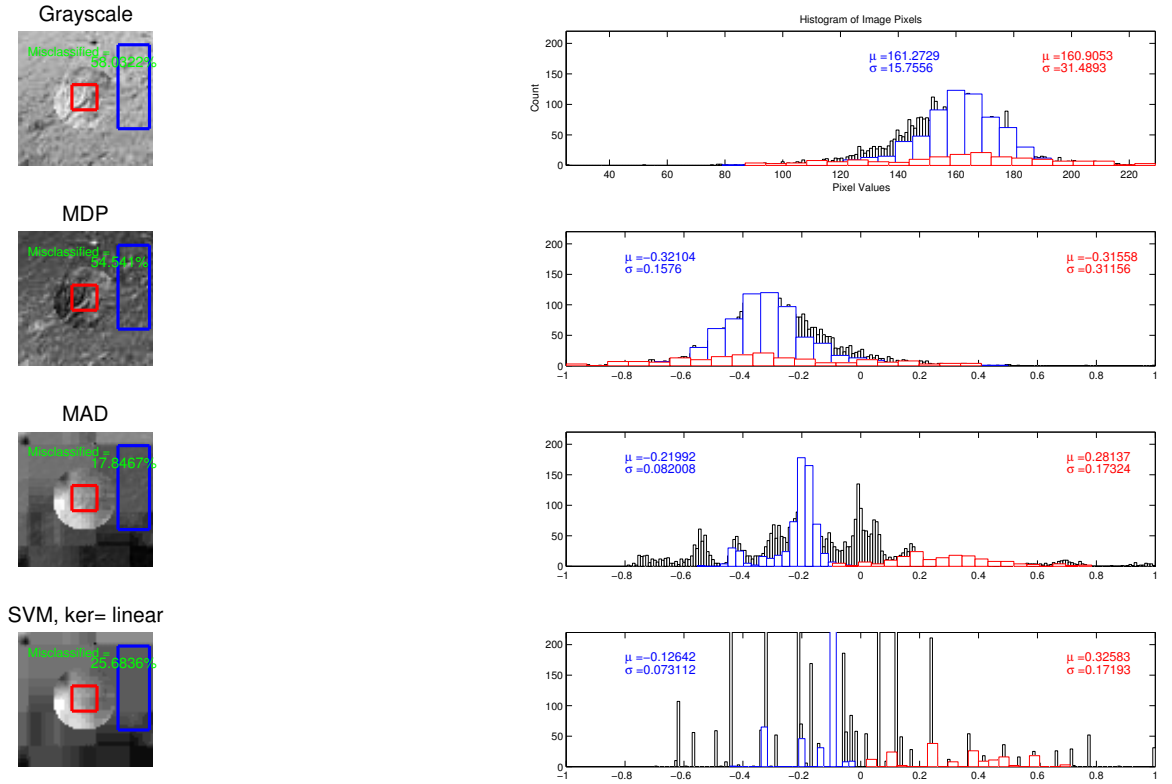 Grayscale
Misclassified =
58.0322%
Histogram of Image Pixels
μ =161.2729
σ =15.7556
μ =160.9053
σ =31.4893
Count
200
150
100
50
0
40 60 80 100 120 140 160 180 200 220
Pixel Values
MDP
Misclassified =
54.541%
μ =−0.32104
σ =0.1576
μ =−0.31558
σ =0.31156
200
150
100
50
0
−1 −0.8 −0.6 −0.4 −0.2 0 0.2 0.4 0.6 0.8 1
MAD
Misclassified =
17.8467%
μ =−0.21992
σ =0.082008
μ =0.28137
σ =0.17324
200
150
100
50
0
−1 −0.8 −0.6 −0.4 −0.2 0 0.2 0.4 0.6 0.8 1
SVM, ker= linear
Misclassified =
25.6836%
μ =−0.12642
σ =0.073112
μ =0.32583
σ =0.17193
200
150
100
50
0
−1 −0.8 −0.6 −0.4 −0.2 0 0.2 0.4 0.6 0.8 1